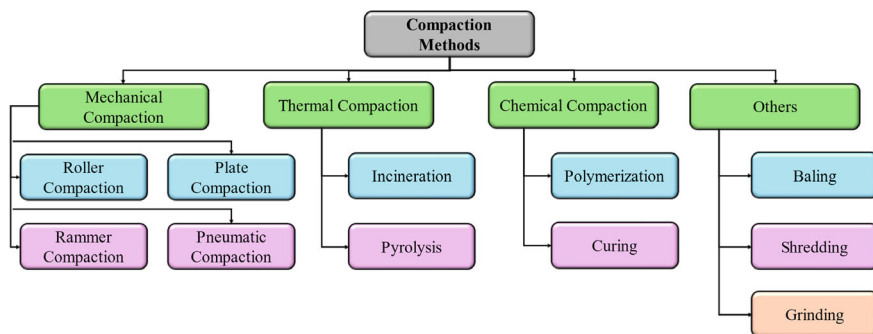 Compaction
Methods
Mechanical
Compaction
Thermal Compaction
Chemical Compaction
Others
Roller
Compaction
Plate
Compaction
Incineration
Polymerization
Baling
Rammer
Compaction
Pneumatic
Compaction
Pyrolysis
Curing
Shredding
Grinding